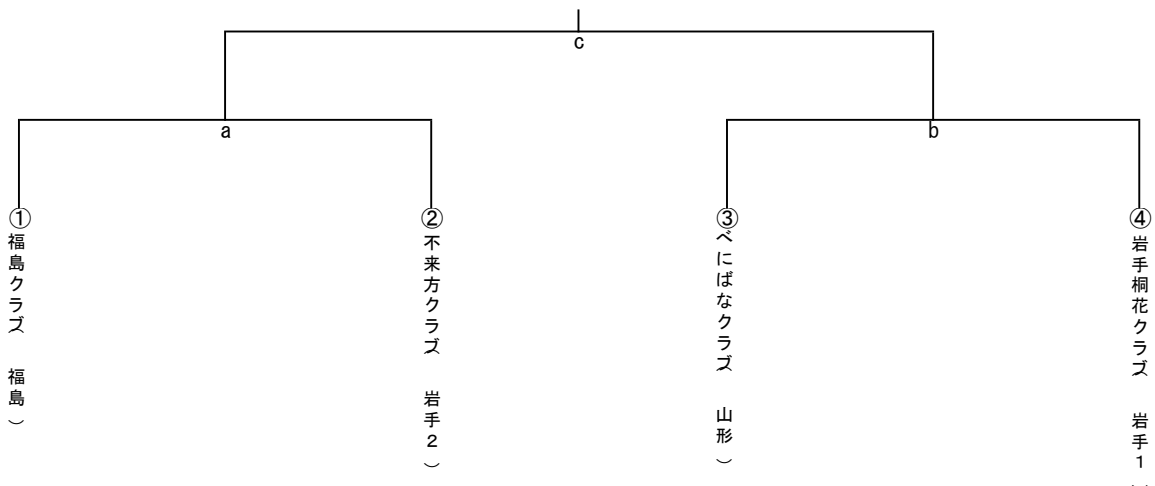 c
a
b
①
福島クラブ（福島）
②
不来方クラブ（岩手２）
③
べにばなクラブ（山形）
④
岩手桐花クラブ（岩手１）